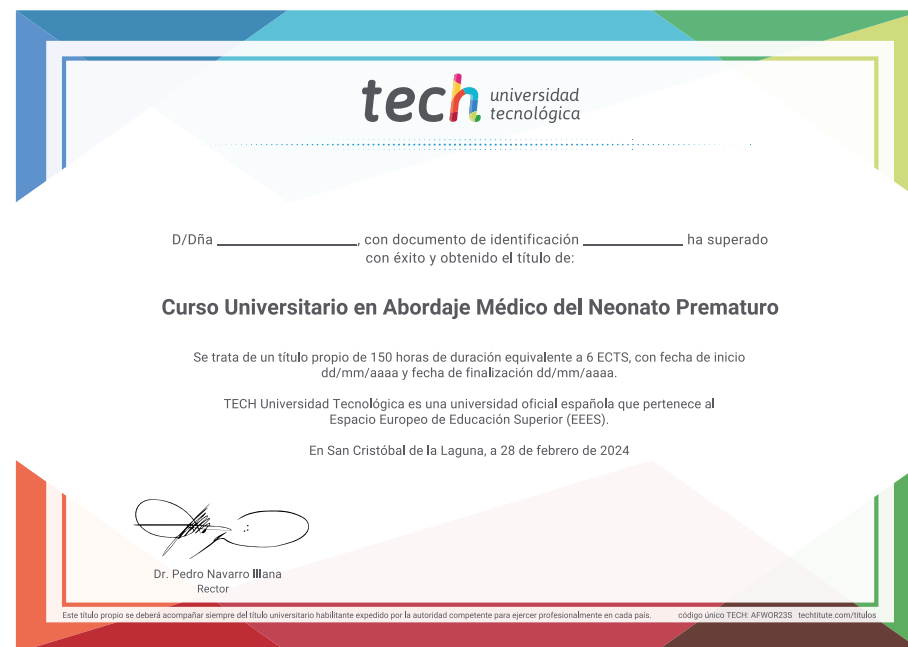 tech universidad
tecnológica
D/Dña ____________________, con documento de identificación ______________ ha superado
con éxito y obtenido el título de:
Curso Universitario en Abordaje Médico del Neonato Prematuro
Se trata de un título propio de 150 horas de duración equivalente a 6 ECTS, con fecha de inicio
dd/mm/aaaa y fecha de finalización dd/mm/aaaa.
TECH Universidad Tecnológica es una universidad oficial española que pertenece al
Espacio Europeo de Educación Superior (EEES).
En San Cristóbal de la Laguna, a 28 de febrero de 2024
Dr. Pedro Navarro Illana
Rector
Este título propio se deberá acompañar siempre del título universitario habilitante expedido por la autoridad competente para ejercer profesionalmente en cada país. código único TECH: AFWOR23S techtitute.com/titulos